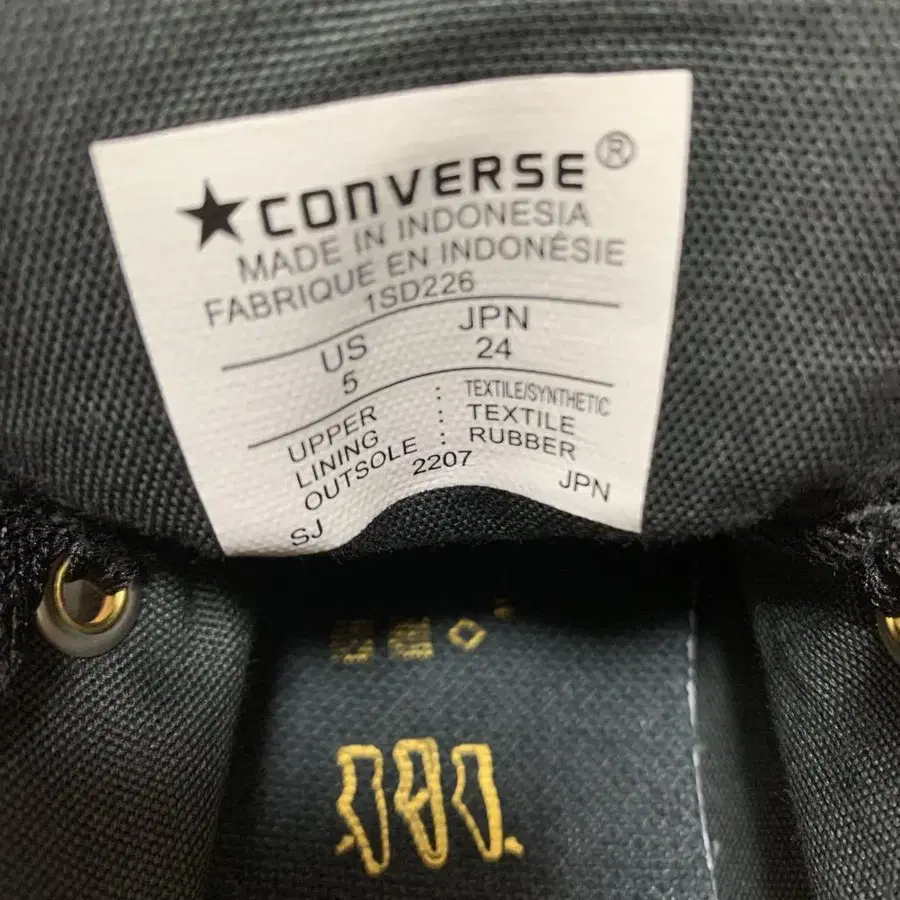 ★CONVERSE®
MADE IN INDONESIA
FABRIQUE EN INDONÉSIE
1SD226
US JPN
5 24
UPPER : TEXTILE/SYNTHETIC
LINING : TEXTILE
OUTSOLE : RUBBER
2207
SJ JPN